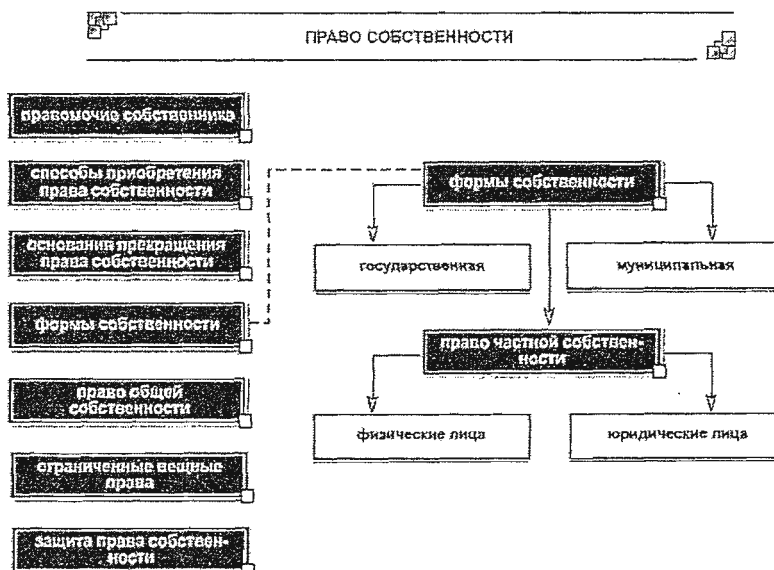 ПРАВО СОБСТВЕННОСТИ
правомочие собственника
способы приобретения
права собственности
основания прекращения
права собственности
формы собственности
право общей
собственности
ограниченные вещные
права
защита права собствен-
ности
формы собственности
государственная
муниципальная
право частной собствен-
ности
физические лица
юридические лица